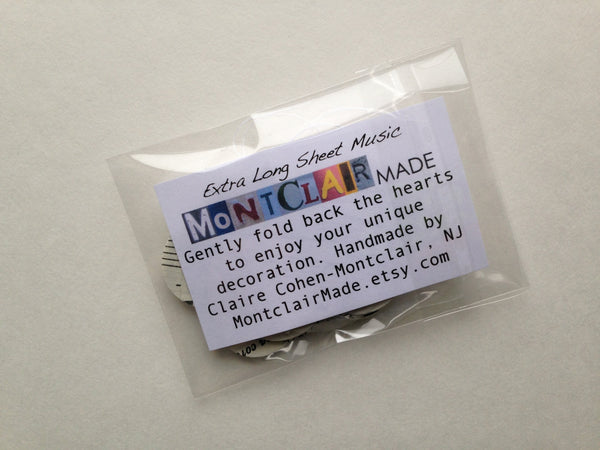 Extra Long Sheet Music
MONTCLAIR MADE
Gently fold back the hearts
to enjoy your unique
decoration. Handmade by
Claire Cohen-Montclair, NJ
MontclairMade.etsy.com